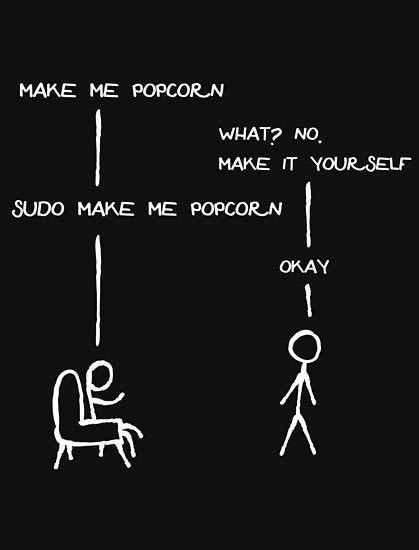 MAKE ME POPCORN
WHAT? NO.
MAKE IT YOURSELF
SUDO MAKE ME POPCORN
OKAY